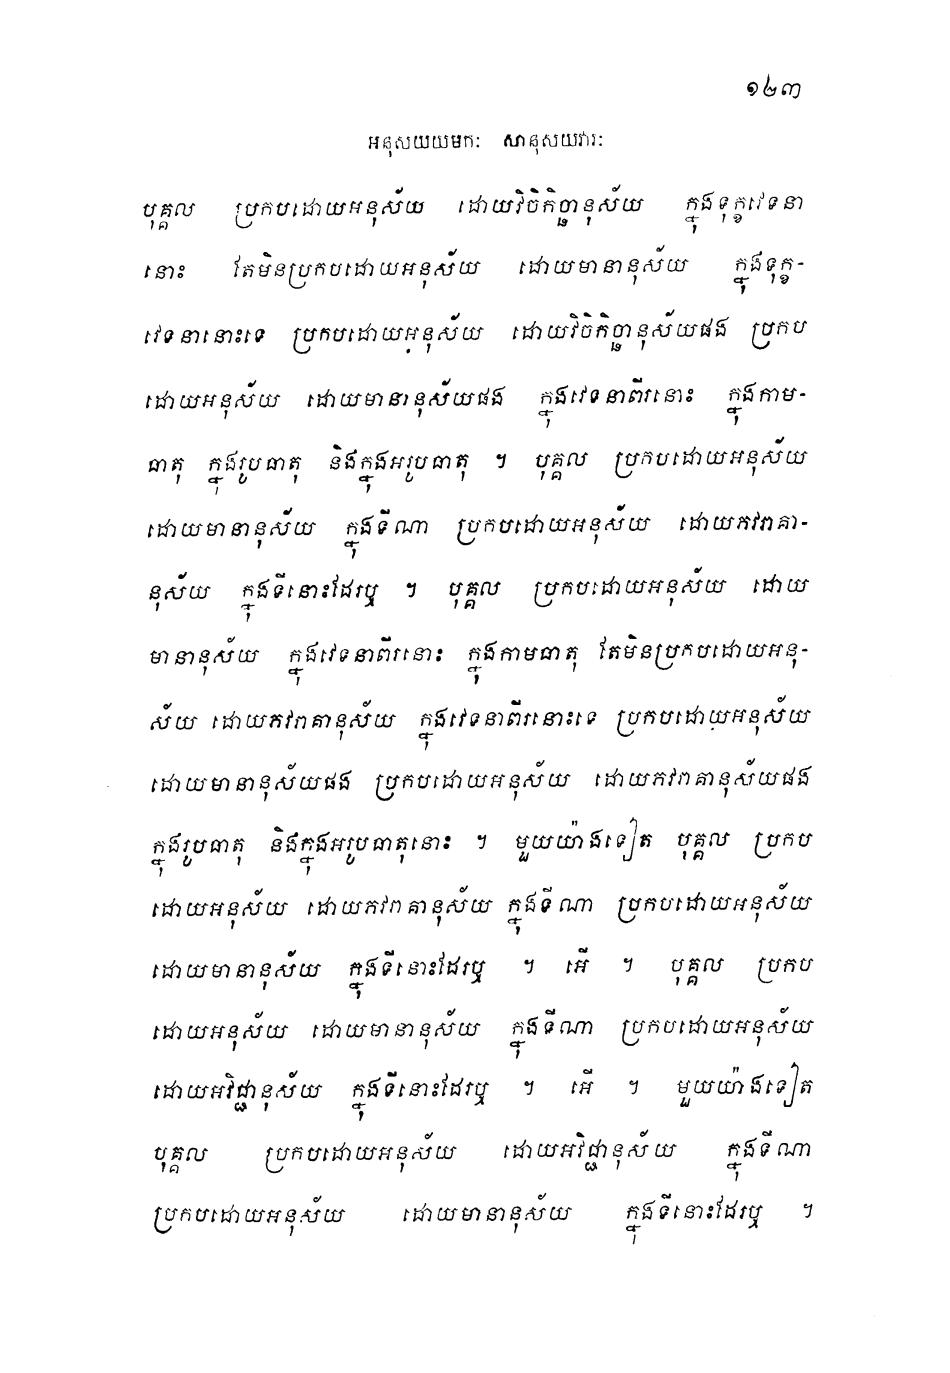 ១២៣
អនុសយយមកៈ សានុសយវារៈ
បុគ្គល ប្រកបដោយអនុស័យ ដោយវិចិកិច្ឆានុស័យ ក្នុងទុក្ខវេទនា
នោះ តែមិនប្រកបដោយអនុស័យ ដោយមានានុស័យ ក្នុងទុក្ខ-
វេទនានោះទេ ប្រកបដោយអនុស័យ ដោយវិចិកិច្ឆានុស័យផង ប្រកប
ដោយអនុស័យ ដោយមានានុស័យផង ក្នុងវេទនាពីរនោះ ក្នុងកាម-
ធាតុ ក្នុងរូបធាតុ និងក្នុងអរូបធាតុ ។ បុគ្គល ប្រកបដោយអនុស័យ
ដោយមានានុស័យ ក្នុងទីណា ប្រកបដោយអនុស័យ ដោយភវរាគា-
នុស័យ ក្នុងទីនោះដែរឬ ។ បុគ្គល ប្រកបដោយអនុស័យ ដោយ
មានានុស័យ ក្នុងវេទនាពីរនោះ ក្នុងកាមធាតុ តែមិនប្រកបដោយអនុ-
ស័យ ដោយភវរាគានុស័យ ក្នុងវេទនាពីរនោះទេ ប្រកបដោយអនុស័យ
ដោយមានានុស័យផង ប្រកបដោយអនុស័យ ដោយភវរាគានុស័យផង
ក្នុងរូបធាតុ និងក្នុងអរូបធាតុនោះ ។ មួយយ៉ាងទៀត បុគ្គល ប្រកប
ដោយអនុស័យ ដោយភវរាគានុស័យ ក្នុងទីណា ប្រកបដោយអនុស័យ
ដោយមានានុស័យ ក្នុងទីនោះដែរឬ ។ អើ ។ បុគ្គល ប្រកប
ដោយអនុស័យ ដោយមានានុស័យ ក្នុងទីណា ប្រកបដោយអនុស័យ
ដោយអវិជ្ជានុស័យ ក្នុងទីនោះដែរឬ ។ អើ ។ មួយយ៉ាងទៀត
បុគ្គល ប្រកបដោយអនុស័យ ដោយអវិជ្ជានុស័យ ក្នុងទីណា
ប្រកបដោយអនុស័យ ដោយមានានុស័យ ក្នុងទីនោះដែរឬ ។